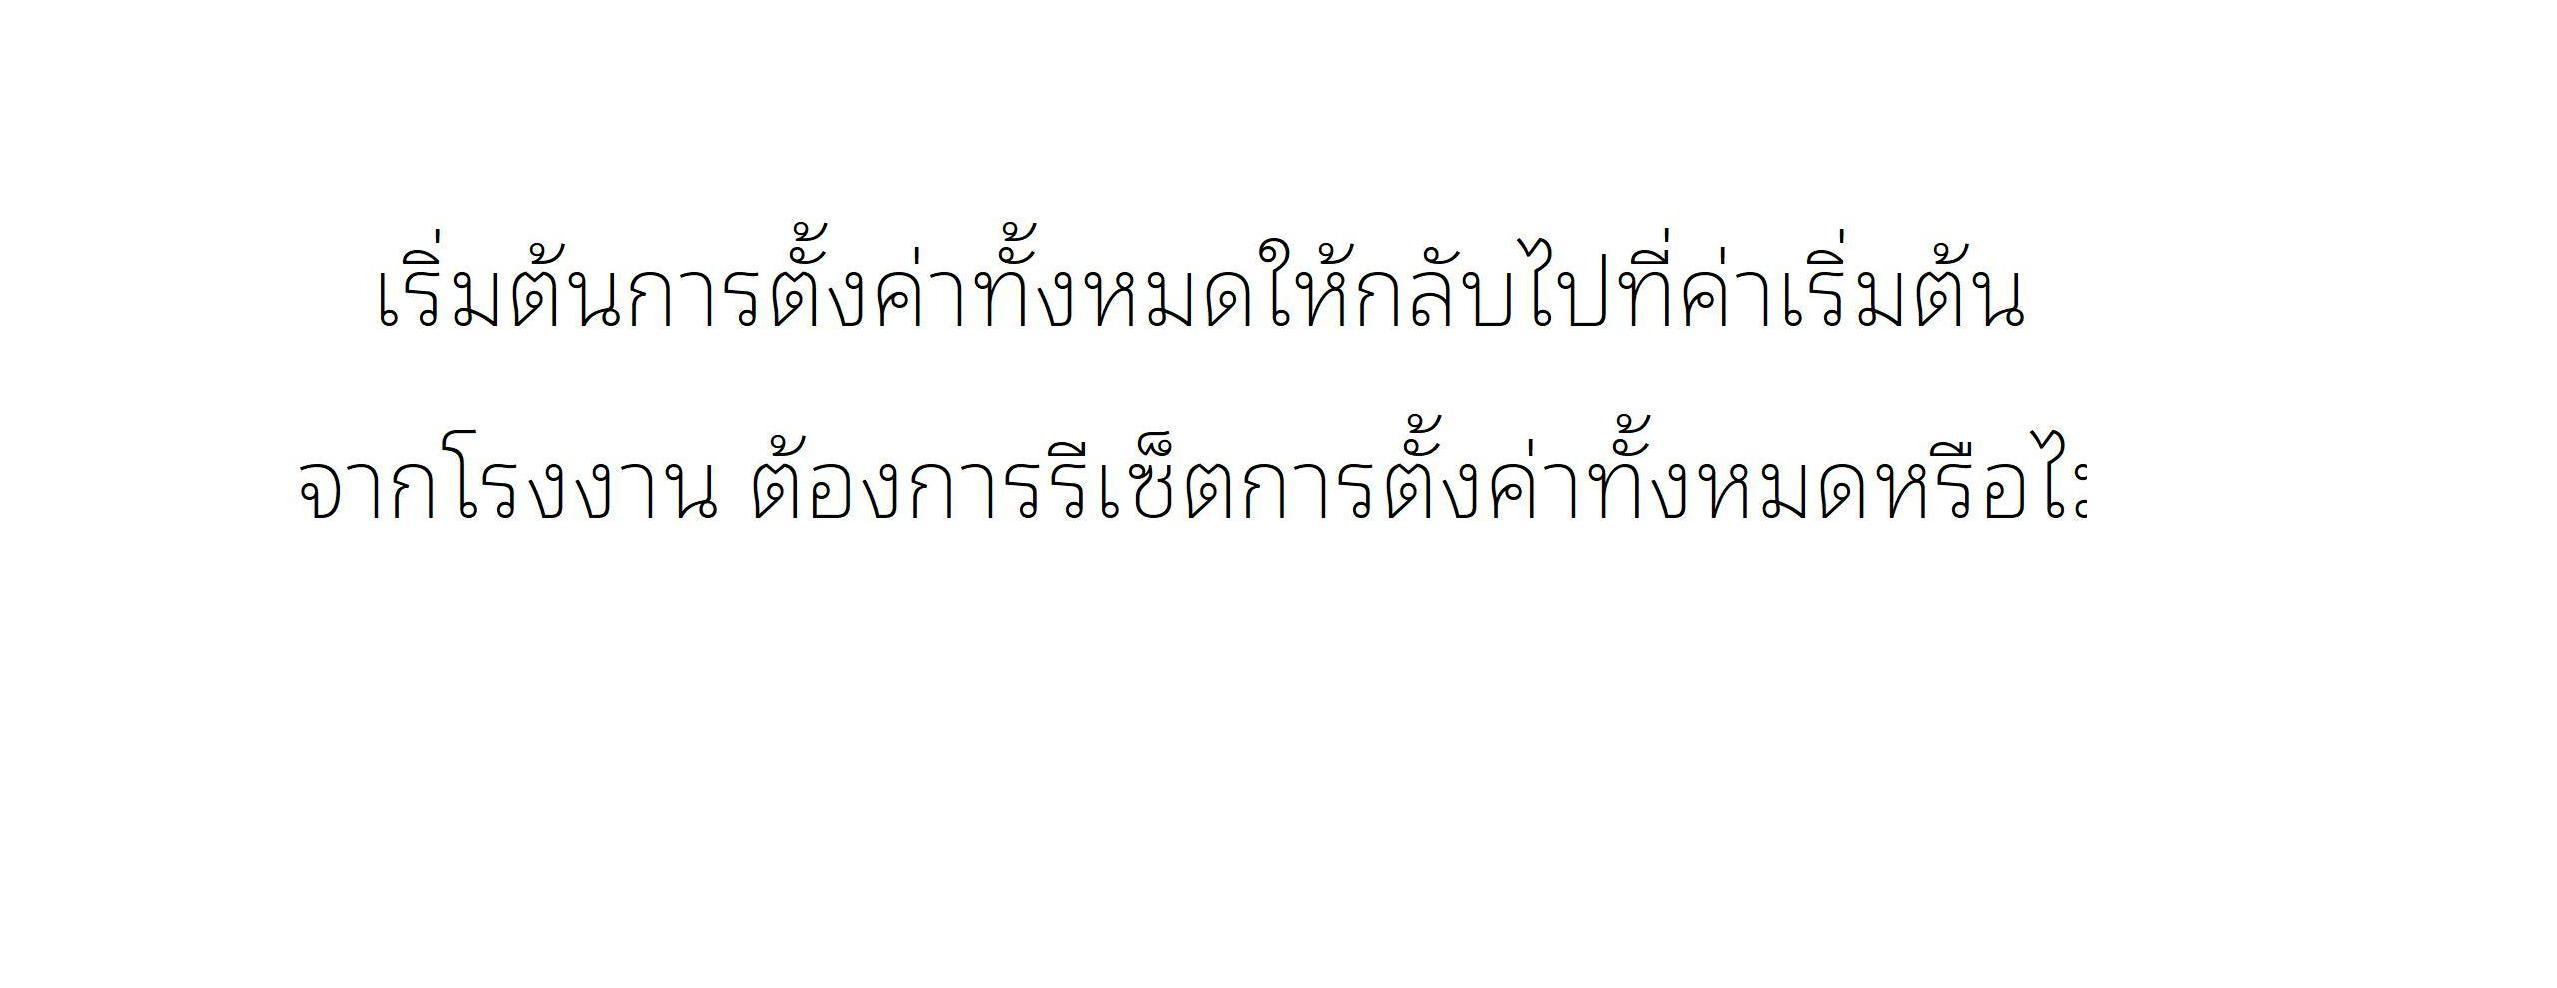 เริ่มต้นการตั้งค่าทั้งหมดให้กลับไปที่ค่าเริ่มต้น
จากโรงงาน ต้องการรีเซ็ตการตั้งค่าทั้งหมดหรือ